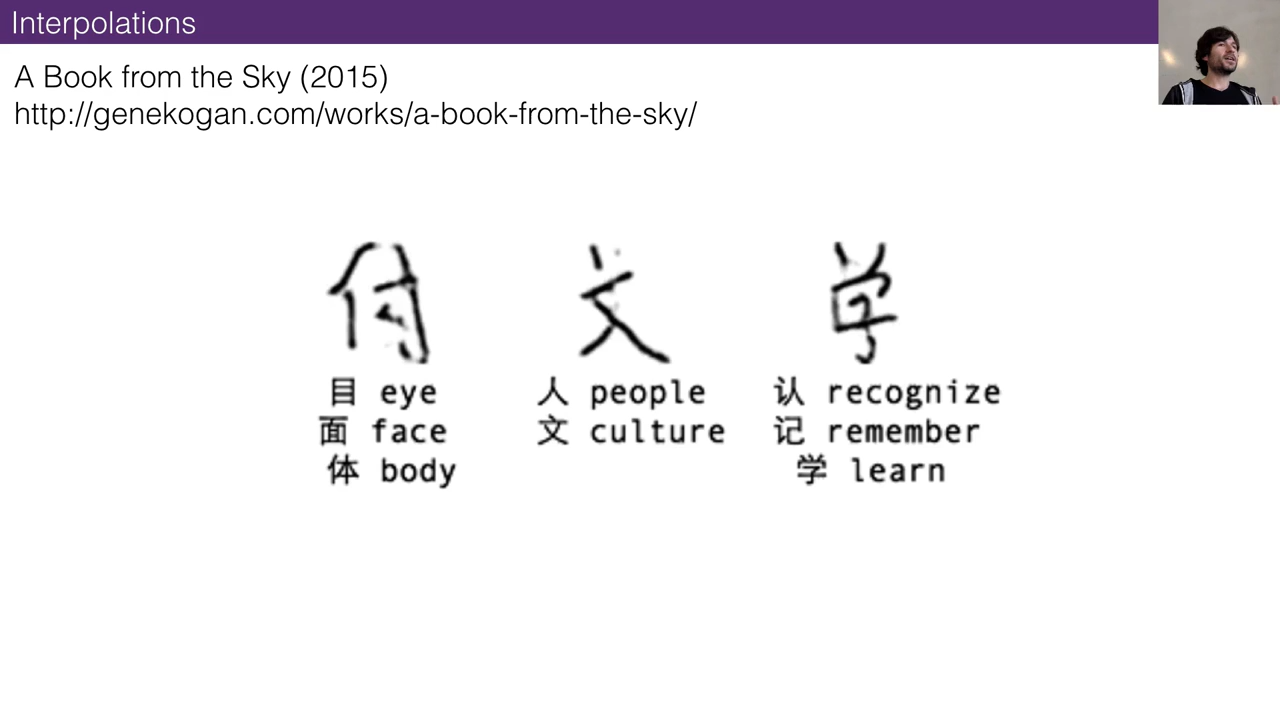 Interpolations
A Book from the Sky (2015)
http://genekogan.com/works/a-book-from-the-sky/
目 eye
面 face
体 body
人 people
文 culture
认 recognize
记 remember
学 learn